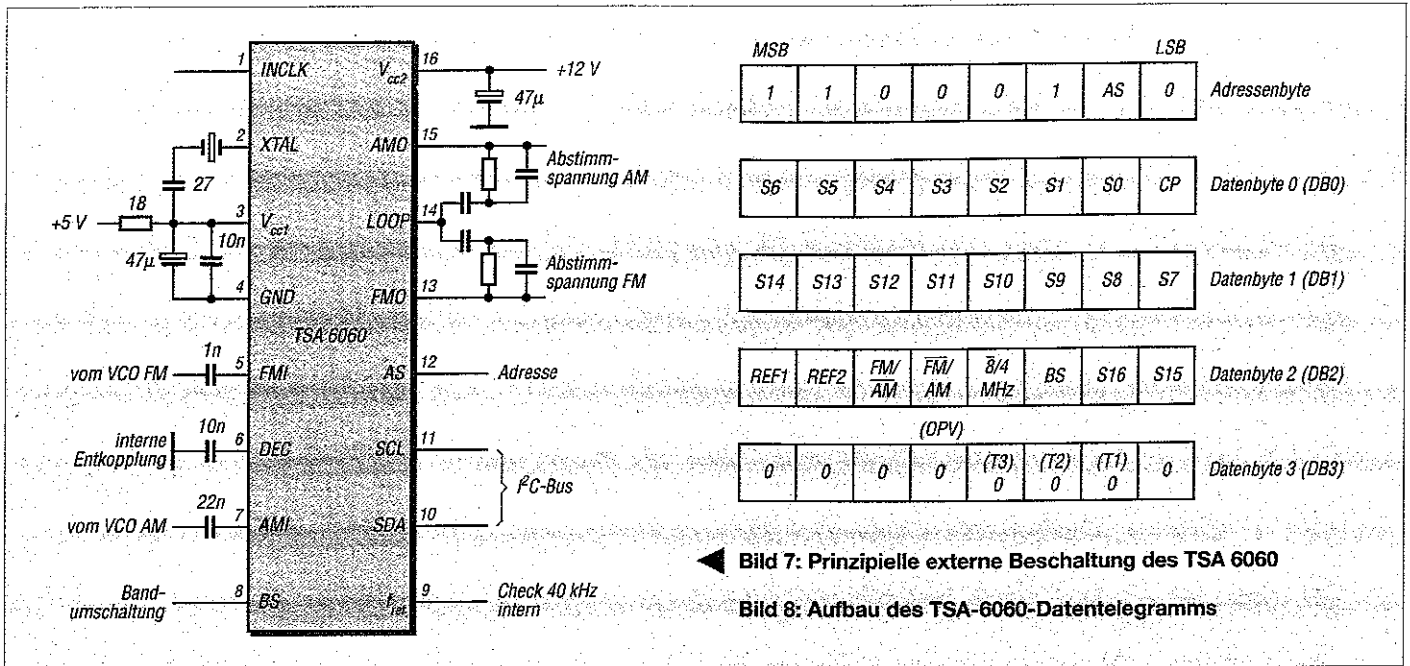 1 INCLK
2 XTAL
27
18
+5 V
3 Vcc1
10n
47µ
4 GND
TSA 6060
1n
vom VCO FM
5 FMI
10n
interne
Entkopplung
6 DEC
22n
vom VCO AM
7 AMI
Band-
umschaltung
8 BS
16 Vcc2
+12 V
47µ
15 AMO
Abstimm-
spannung AM
14 LOOP
Abstimm-
spannung FM
13 FMO
12 AS
Adresse
11 SCL
I²C-Bus
10 SDA
9
Check 40 kHz
intern
MSB LSB
1 1 0 0 0 1 AS 0 Adressenbyte
S6 S5 S4 S3 S2 S1 S0 CP Datenbyte 0 (DB0)
S14 S13 S12 S11 S10 S9 S8 S7 Datenbyte 1 (DB1)
REF1 REF2 FM/A̅M̅ F̅M̅/AM 8̅/4 MHz BS S16 S15 Datenbyte 2 (DB2)
(OPV)
0 0 0 0 (T3) 0 (T2) 0 (T1) 0 0 Datenbyte 3 (DB3)
◄ Bild 7: Prinzipielle externe Beschaltung des TSA 6060
Bild 8: Aufbau des TSA-6060-Datentelegramms